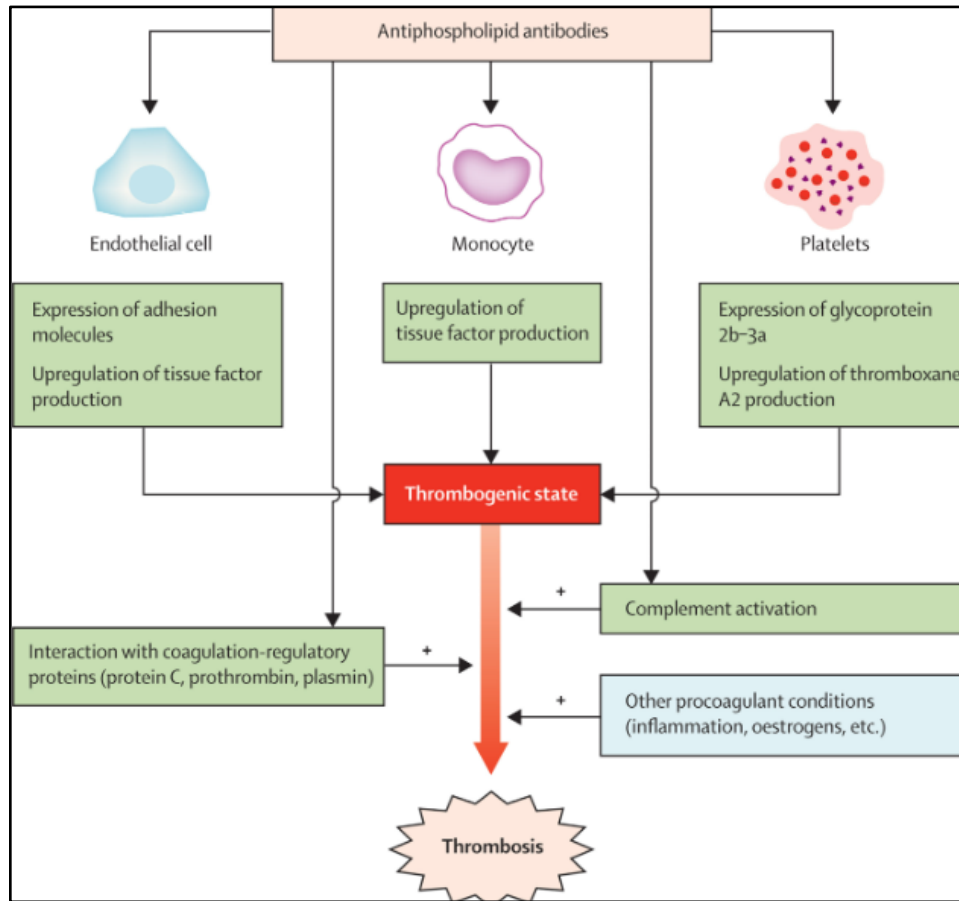 Antiphospholipid antibodies
Endothelial cell
Monocyte
Platelets
Expression of adhesion
molecules
Upregulation of tissue factor
production
Upregulation of
tissue factor production
Expression of glycoprotein
2b–3a
Upregulation of thromboxane
A2 production
Thrombogenic state
+
Complement activation
Interaction with coagulation-regulatory
proteins (protein C, prothrombin, plasmin)
+
+
Other procoagulant conditions
(inflammation, oestrogens, etc.)
Thrombosis